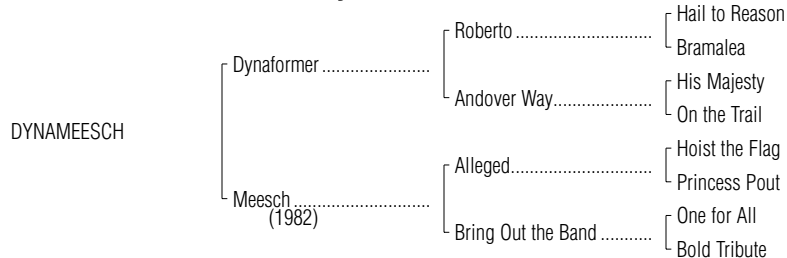 Hail to Reason
Roberto ..............................
Bramalea
Dynaformer .......................
His Majesty
Andover Way.....................
On the Trail
DYNAMEESCH
Hoist the Flag
Alleged..............................
Princess Pout
Meesch.............................
(1982)
One for All
Bring Out the Band ...........
Bold Tribute